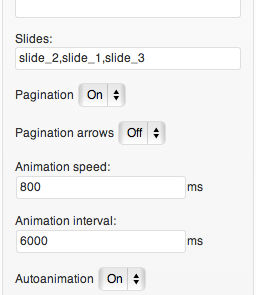 Slides:
slide_2,slide_1,slide_3
Pagination On
Pagination arrows Off
Animation speed:
800 ms
Animation interval:
6000 ms
Autoanimation On